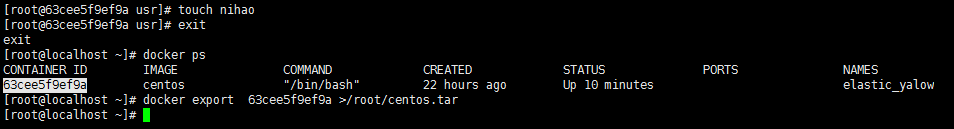 [root@63cee5f9ef9a usr]# touch nihao
[root@63cee5f9ef9a usr]# exit
exit
[root@localhost ~]# docker ps
CONTAINER ID IMAGE COMMAND CREATED STATUS PORTS NAMES
63cee5f9ef9a centos "/bin/bash" 22 hours ago Up 10 minutes elastic_yalow
[root@localhost ~]# docker export 63cee5f9ef9a >/root/centos.tar
[root@localhost ~]#